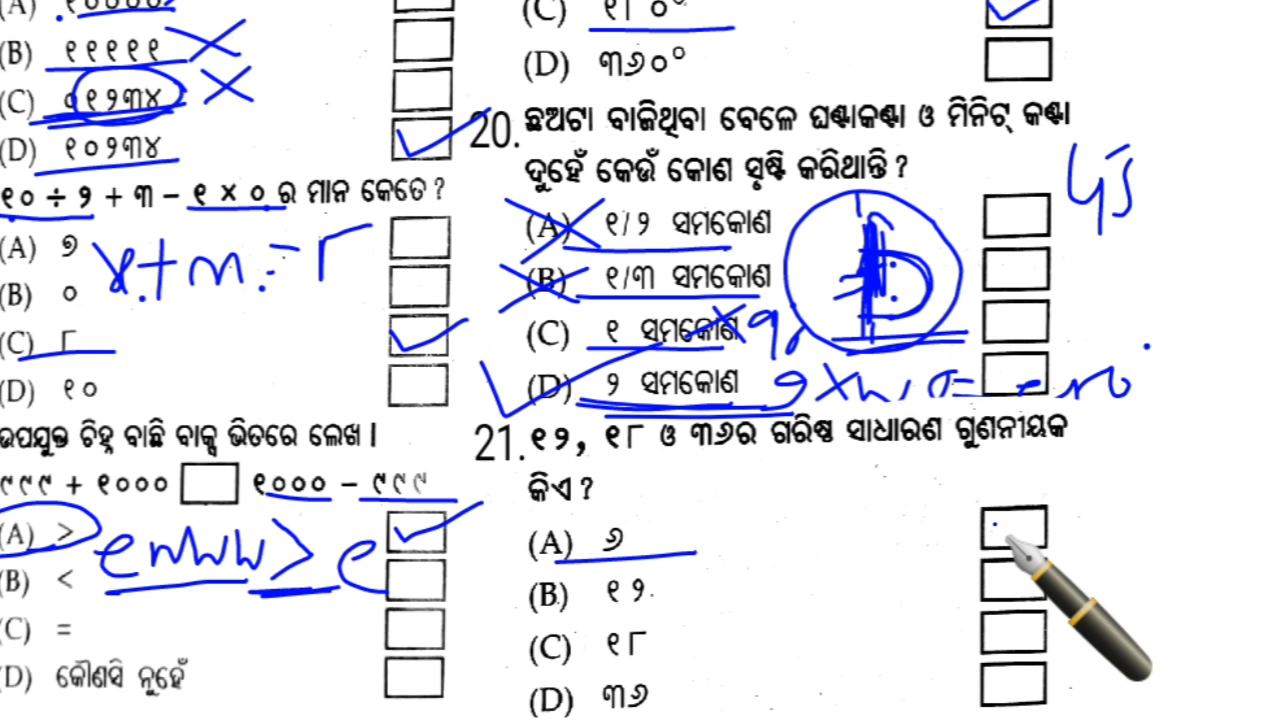 (A) ୧୦୦୦୦
(B) ୧୧୧୧୧
(C) ୦୧୨୩୪
(D) ୧୦୨୩୪
୧୦ ÷ ୨ + ୩ − ୧ × ୦ ର ମାନ କେତେ ?
(A) ୭
(B) ୦
(C) ୮
(D) ୧୦
ଉପଯୁକ୍ତ ଚିହ୍ନ ବାଛି ବାକ୍ସ ଭିତରେ ଲେଖ ।
୯୯୯ + ୧୦୦୦ ୧୦୦୦ − ୯୯୯
(A) >
(B) <
(C) =
(D) କୌଣସି ନୁହେଁ
(C) ୧୮୦°
(D) ୩୬୦°
20. ଛଅଟା ବାଜିଥିବା ବେଳେ ଘଣ୍ଟାକଣ୍ଟା ଓ ମିନିଟ୍ କଣ୍ଟା
ଦୁହେଁ କେଉଁ କୋଣ ସୃଷ୍ଟି କରିଥାନ୍ତି ?
(A) ୧/୨ ସମକୋଣ
(B) ୧/୩ ସମକୋଣ
(C) ୧ ସମକୋଣ
(D) ୨ ସମକୋଣ
21. ୧୨, ୧୮ ଓ ୩୬ର ଗରିଷ୍ଠ ସାଧାରଣ ଗୁଣନୀୟକ
କିଏ ?
(A) ୬
(B) ୧୨
(C) ୧୮
(D) ୩୬